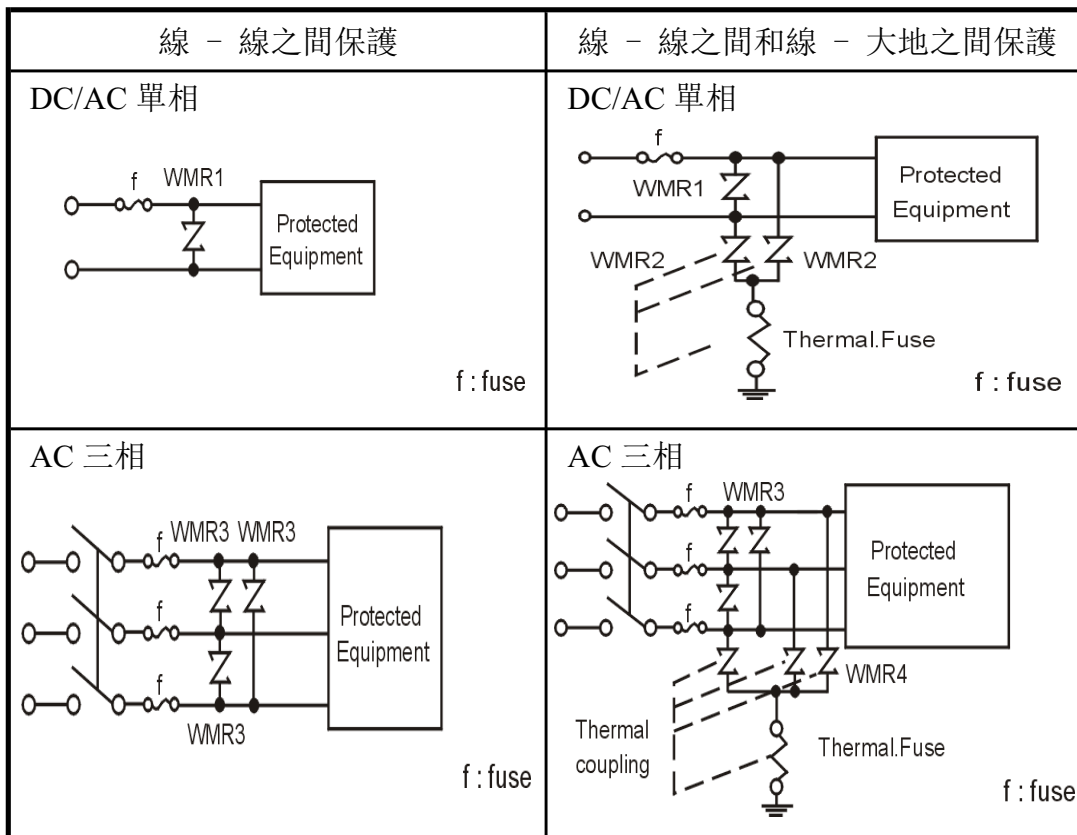 線 － 線之間保護
線 － 線之間和線 － 大地之間保護
DC/AC 單相
f
WMR1
Protected
Equipment
f : fuse
DC/AC 單相
f
WMR1
Protected
Equipment
WMR2
WMR2
Thermal.Fuse
f : fuse
AC 三相
f
WMR3
WMR3
f
Protected
Equipment
f
WMR3
f : fuse
AC 三相
f
WMR3
f
Protected
Equipment
f
WMR4
Thermal
coupling
Thermal.Fuse
f : fuse